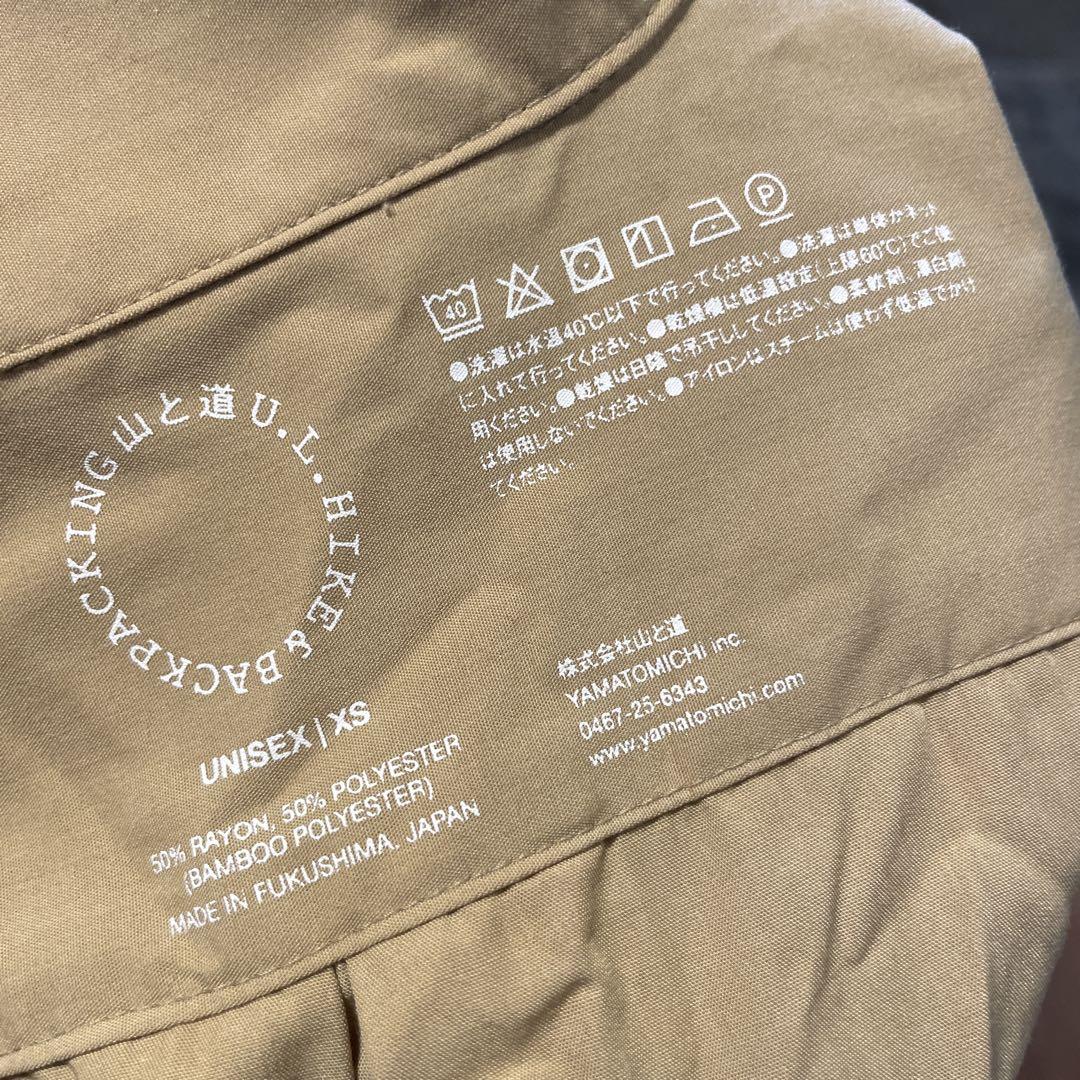 40
P
●洗濯は水温40℃以下で行ってください。●洗濯は単体かネット
に入れて行ってください。●乾燥機は低温設定(上限60℃)でご使
用ください。●乾燥は日陰で吊干ししてください。●柔軟剤、漂白剤
は使用しないでください。●アイロンはスチームは使わず低温でかけ
てください。
山と道 U.L. HIKE & BACKPACKING
株式会社山と道
YAMATOMICHI inc.
0467-25-6343
www.yamatomichi.com
UNISEX | XS
50% RAYON, 50% POLYESTER
(BAMBOO POLYESTER)
MADE IN FUKUSHIMA, JAPAN